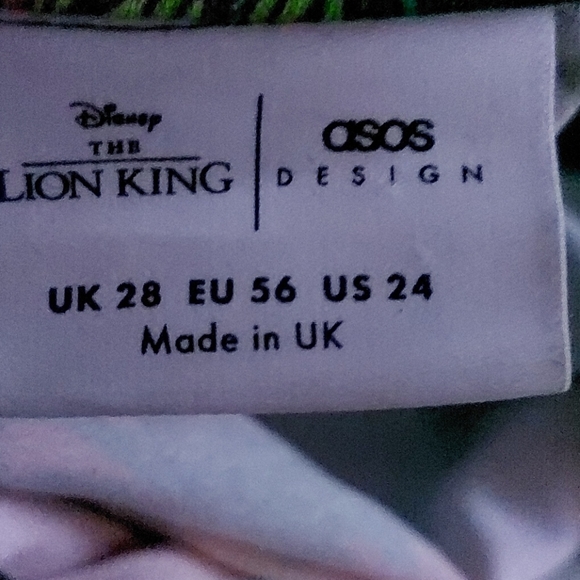 Disney
THE
LION KING
asos
DESIGN
UK 28 EU 56 US 24
Made in UK